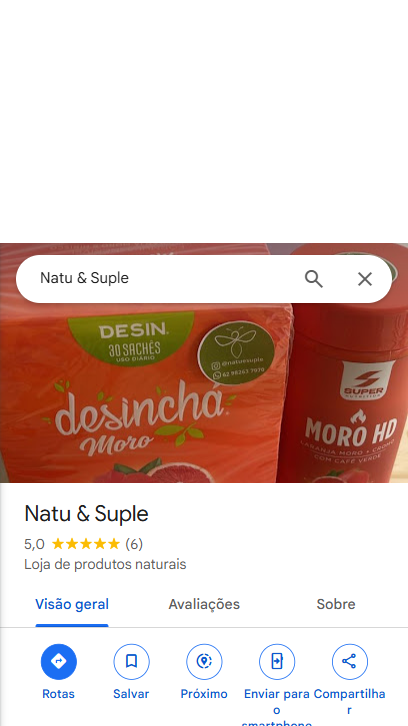 Natu & Suple
DESIN.
30 SACHÊS
USO DIÁRIO
@natuesuple
62 98263 7979
desinchá
Moro
SUPER
MORO HD
LARANJA MORO + CROMO
COM CAFÉ VERDE
Natu & Suple
5,0 ★★★★★ (6)
Loja de produtos naturais
Visão geral Avaliações Sobre
Rotas Salvar Próximo Enviar para o smartphone Compartilhar